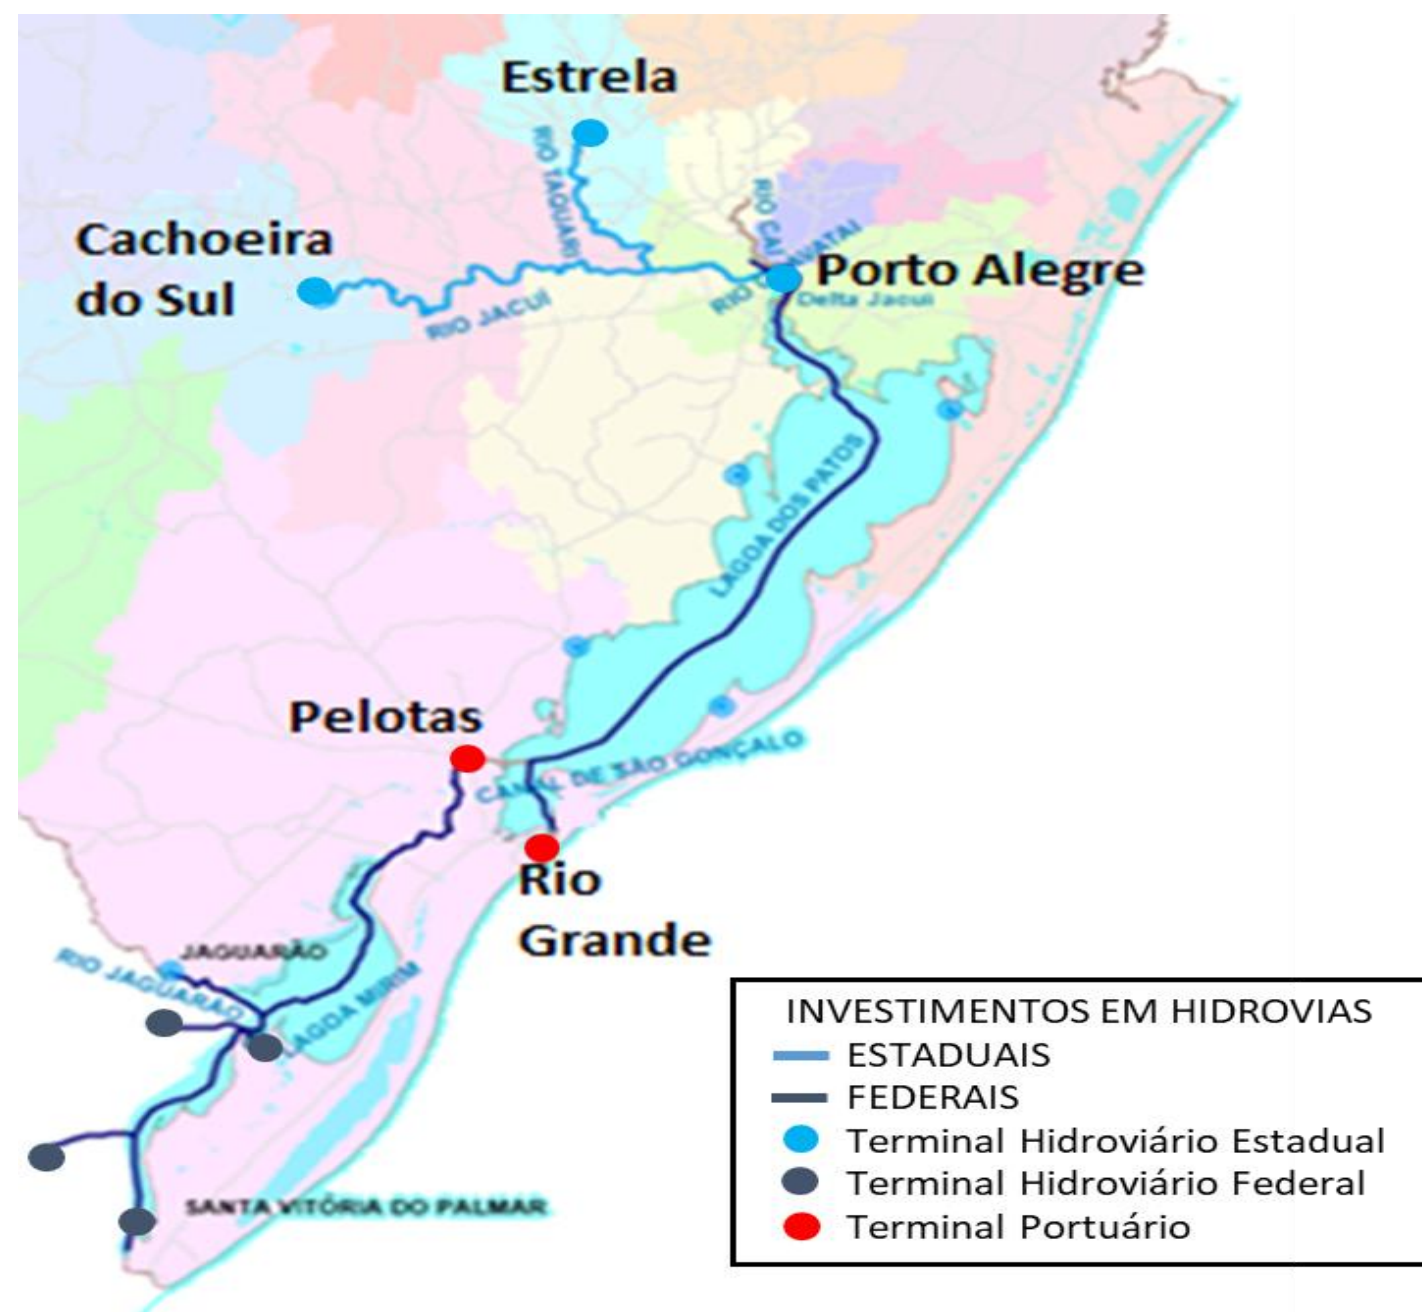 Estrela
RIO TAQUARI
RIO CAÍ
Cachoeira
do Sul
Porto Alegre
Delta Jacuí
RIO JACUÍ
LAGOA DOS PATOS
Pelotas
CANAL DE SÃO GONÇALO
Rio
Grande
JAGUARÃO
RIO JAGUARÃO
LAGOA MIRIM
SANTA VITÓRIA DO PALMAR
INVESTIMENTOS EM HIDROVIAS
ESTADUAIS
FEDERAIS
Terminal Hidroviário Estadual
Terminal Hidroviário Federal
Terminal Portuário